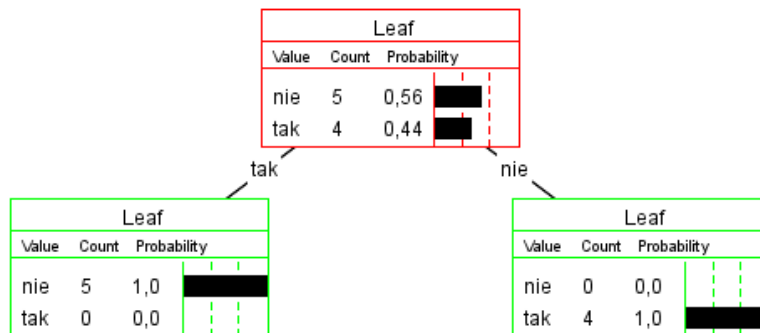 Leaf
Value Count Probability
nie 5 0,56
tak 4 0,44
tak nie
Leaf
Value Count Probability
nie 5 1,0
tak 0 0,0
Leaf
Value Count Probability
nie 0 0,0
tak 4 1,0